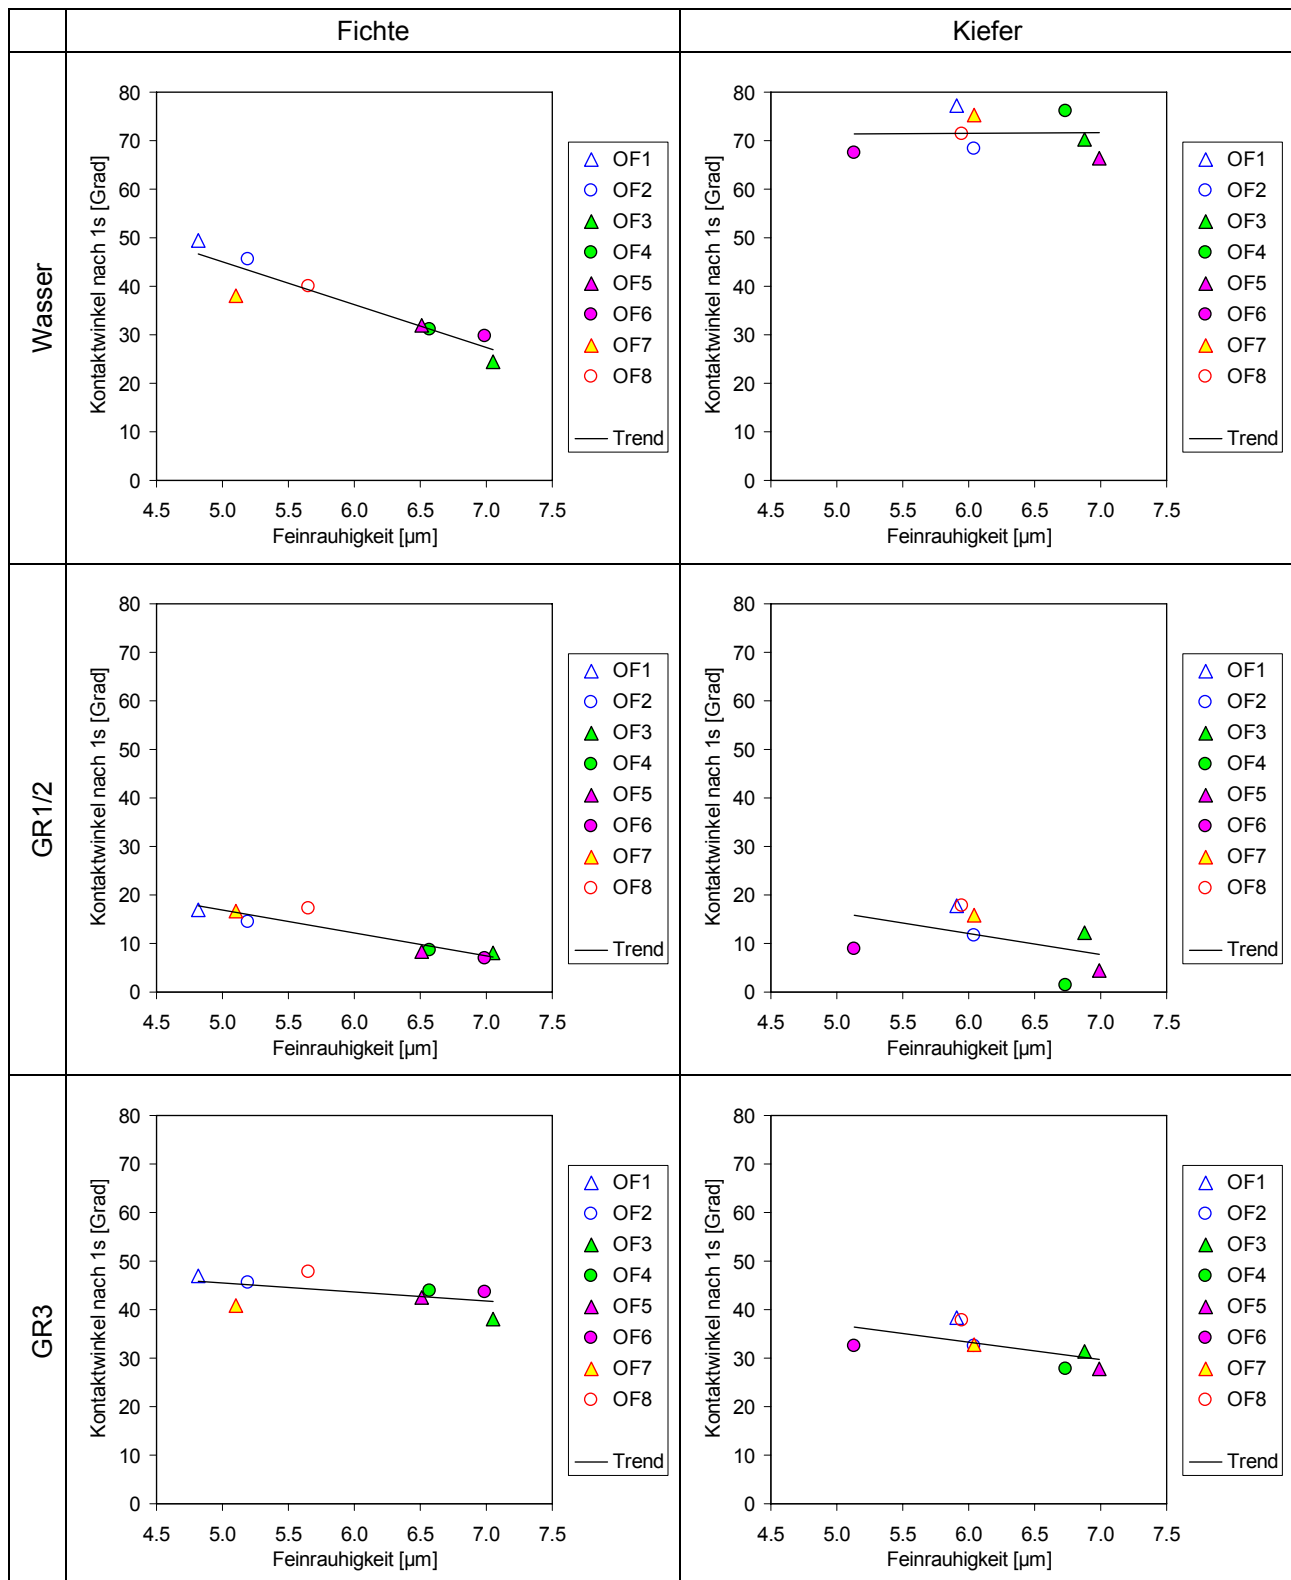 Fichte
Kiefer
Wasser
Kontaktwinkel nach 1s [Grad]
80
70
60
50
40
30
20
10
0
4.5 5.0 5.5 6.0 6.5 7.0 7.5
Feinrauhigkeit [µm]
OF1
OF2
OF3
OF4
OF5
OF6
OF7
OF8
Trend
Kontaktwinkel nach 1s [Grad]
80
70
60
50
40
30
20
10
0
4.5 5.0 5.5 6.0 6.5 7.0 7.5
Feinrauhigkeit [µm]
OF1
OF2
OF3
OF4
OF5
OF6
OF7
OF8
Trend
GR1/2
Kontaktwinkel nach 1s [Grad]
80
70
60
50
40
30
20
10
0
4.5 5.0 5.5 6.0 6.5 7.0 7.5
Feinrauhigkeit [µm]
OF1
OF2
OF3
OF4
OF5
OF6
OF7
OF8
Trend
Kontaktwinkel nach 1s [Grad]
80
70
60
50
40
30
20
10
0
4.5 5.0 5.5 6.0 6.5 7.0 7.5
Feinrauhigkeit [µm]
OF1
OF2
OF3
OF4
OF5
OF6
OF7
OF8
Trend
GR3
Kontaktwinkel nach 1s [Grad]
80
70
60
50
40
30
20
10
0
4.5 5.0 5.5 6.0 6.5 7.0 7.5
Feinrauhigkeit [µm]
OF1
OF2
OF3
OF4
OF5
OF6
OF7
OF8
Trend
Kontaktwinkel nach 1s [Grad]
80
70
60
50
40
30
20
10
0
4.5 5.0 5.5 6.0 6.5 7.0 7.5
Feinrauhigkeit [µm]
OF1
OF2
OF3
OF4
OF5
OF6
OF7
OF8
Trend